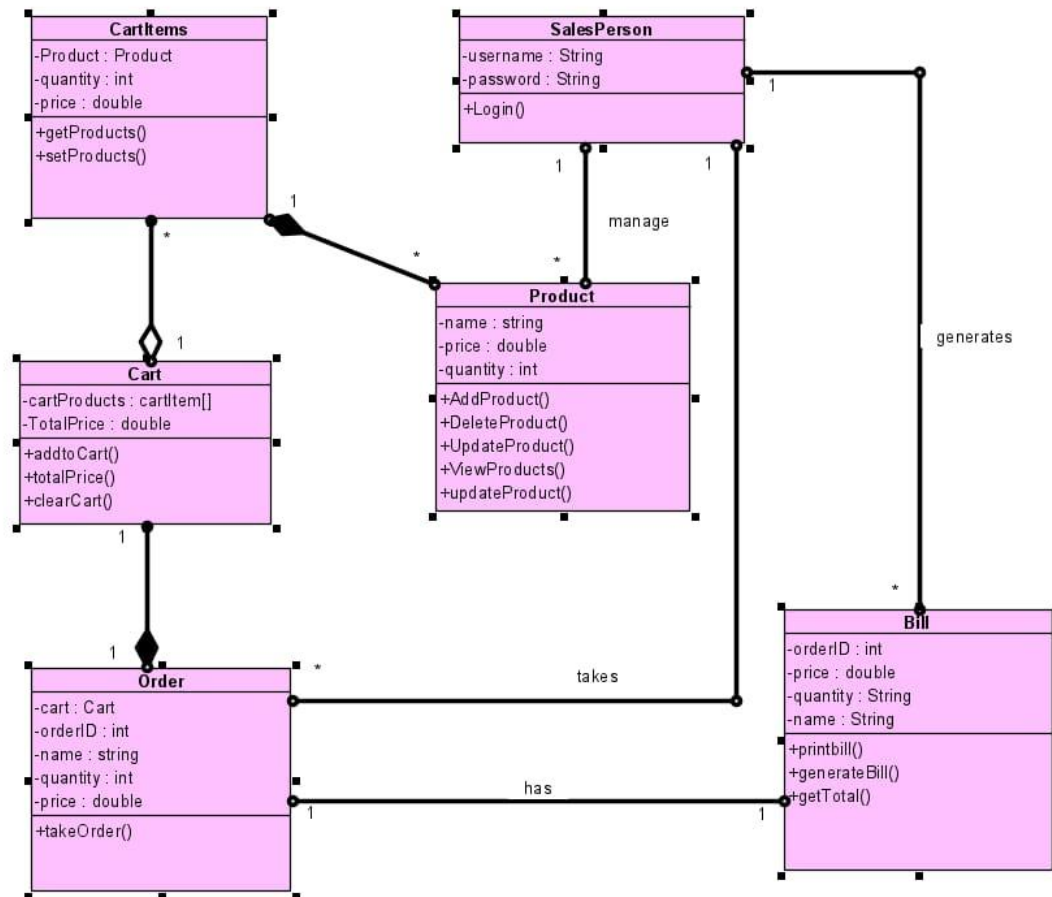 CartItems
-Product : Product
-quantity : int
-price : double
+getProducts()
+setProducts()
SalesPerson
-username : String
-password : String
+Login()
1
1
1
1
*
manage
*
*
Product
-name : string
-price : double
-quantity : int
+AddProduct()
+DeleteProduct()
+UpdateProduct()
+ViewProducts()
+updateProduct()
generates
1
Cart
-cartProducts : cartItem[]
-TotalPrice : double
+addtoCart()
+totalPrice()
+clearCart()
1
1
*
Bill
-orderID : int
-price : double
-quantity : String
-name : String
+printbill()
+generateBill()
+getTotal()
*
takes
Order
-cart : Cart
-orderID : int
-name : string
-quantity : int
-price : double
+takeOrder()
has
1
1